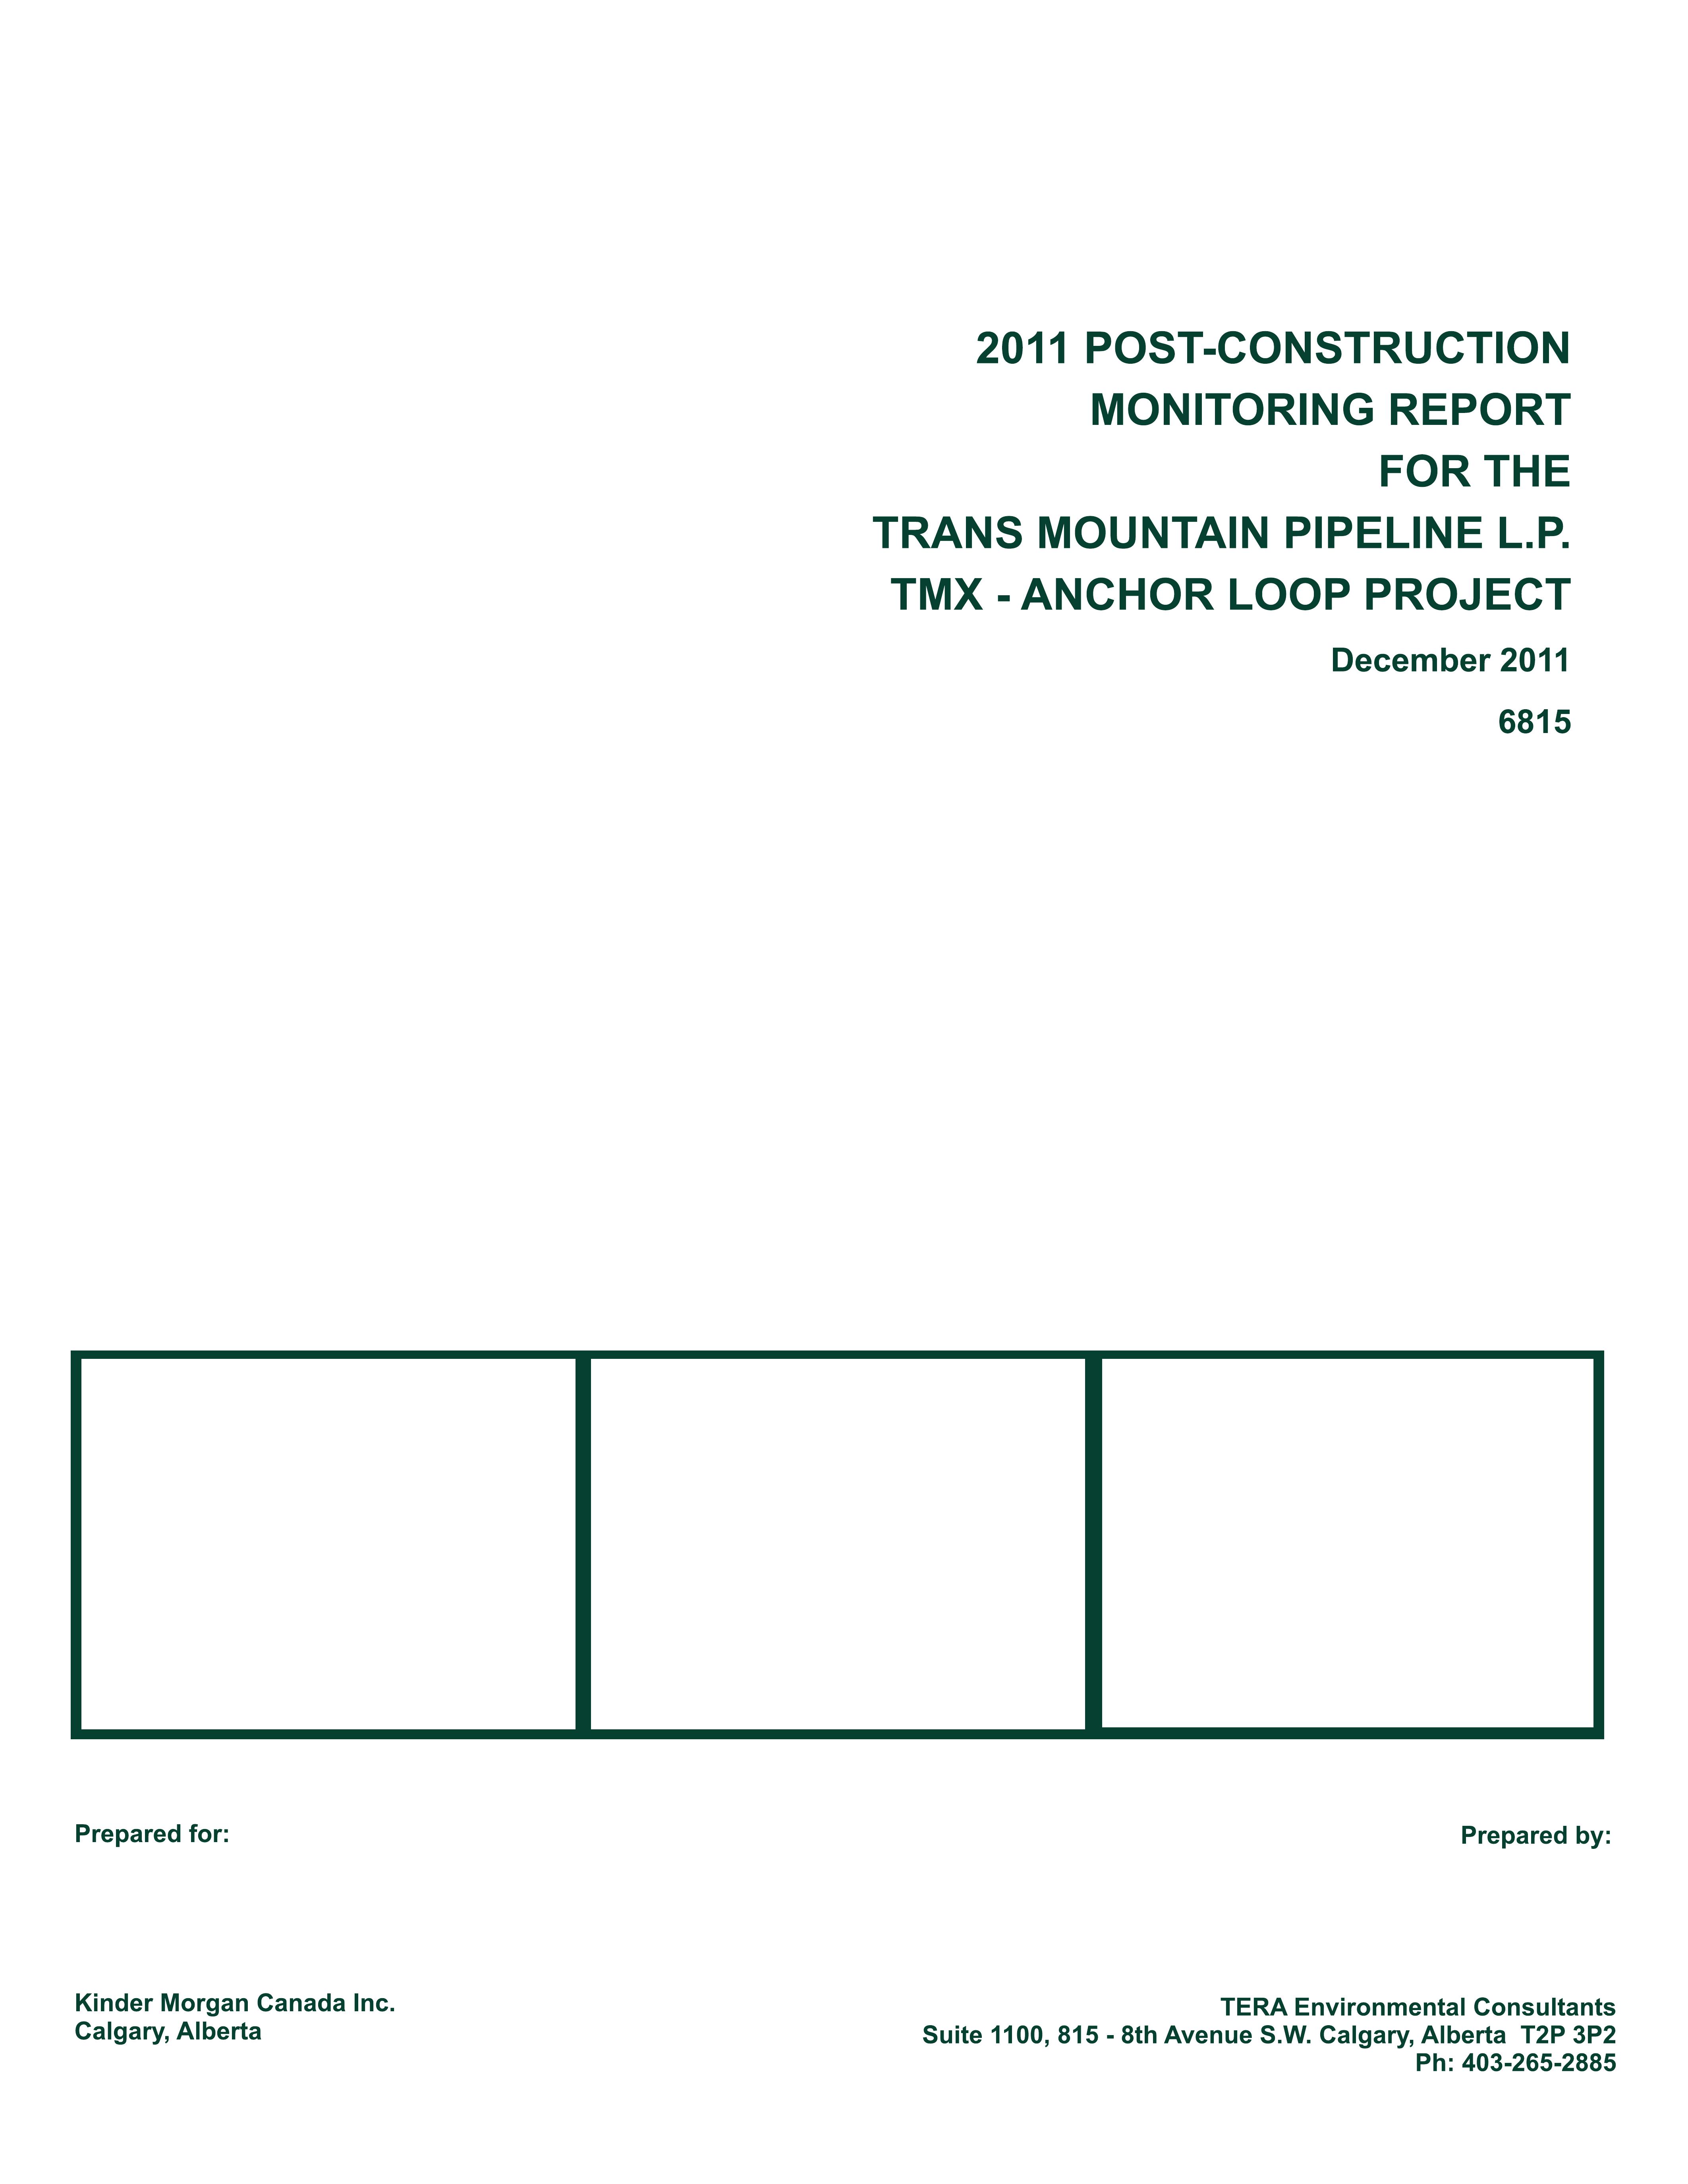 2011 POST-CONSTRUCTION
MONITORING REPORT
FOR THE
TRANS MOUNTAIN PIPELINE L.P.
TMX - ANCHOR LOOP PROJECT
December 2011
6815
Prepared for:
Prepared by:
Kinder Morgan Canada Inc.
Calgary, Alberta
TERA Environmental Consultants
Suite 1100, 815 - 8th Avenue S.W. Calgary, Alberta  T2P 3P2
Ph: 403-265-2885